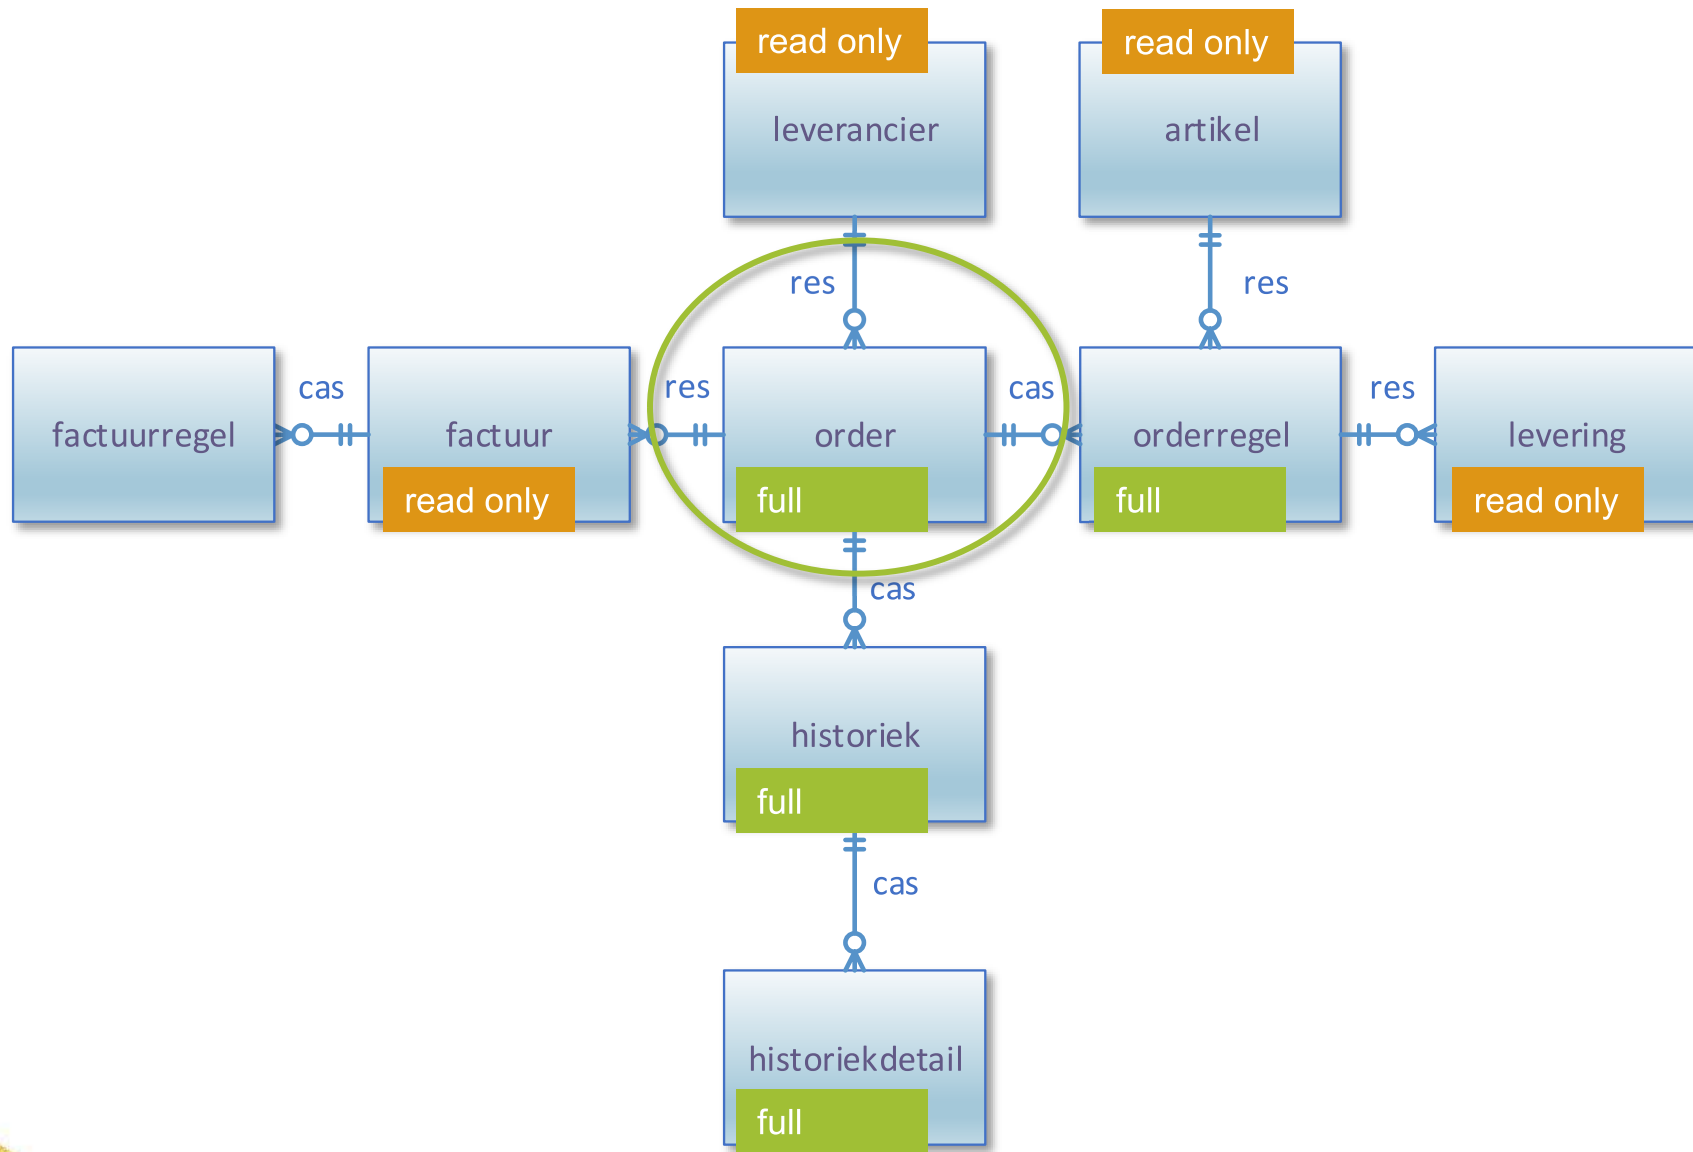 read only
read only
leverancier
artikel
res
res
cas
res
cas
res
factuurregel
factuur
order
orderregel
levering
read only
full
full
read only
cas
historiek
full
cas
historiekdetail
full